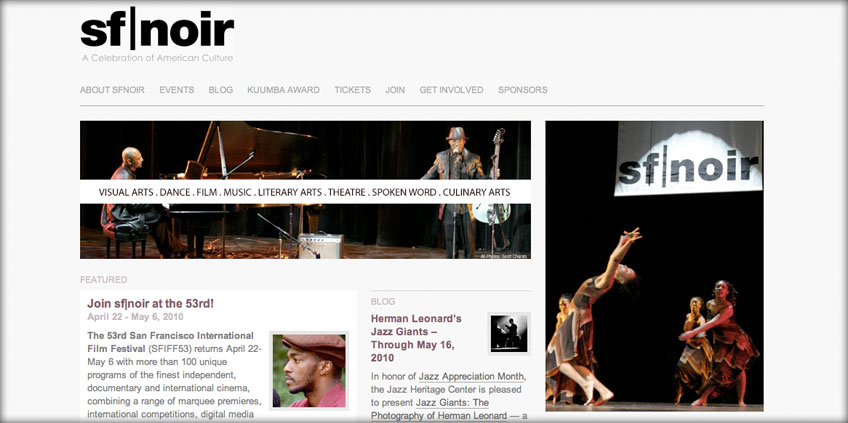 sf|noir
A Celebration of American Culture
ABOUT SFNOIR EVENTS BLOG KUUMBA AWARD TICKETS JOIN GET INVOLVED SPONSORS
VISUAL ARTS . DANCE . FILM . MUSIC . LITERARY ARTS . THEATRE . SPOKEN WORD . CULINARY ARTS
sf|noir
FEATURED
Join sf|noir at the 53rd!
April 22 - May 6, 2010
The 53rd San Francisco International
Film Festival (SFIFF53) returns April 22-
May 6 with more than 100 unique
programs of the finest independent,
documentary and international cinema,
combining a range of marquee premieres,
international competitions, digital media
BLOG
Herman Leonard's
Jazz Giants –
Through May 16,
2010
In honor of Jazz Appreciation Month,
the Jazz Heritage Center is pleased
to present Jazz Giants: The
Photography of Herman Leonard — a